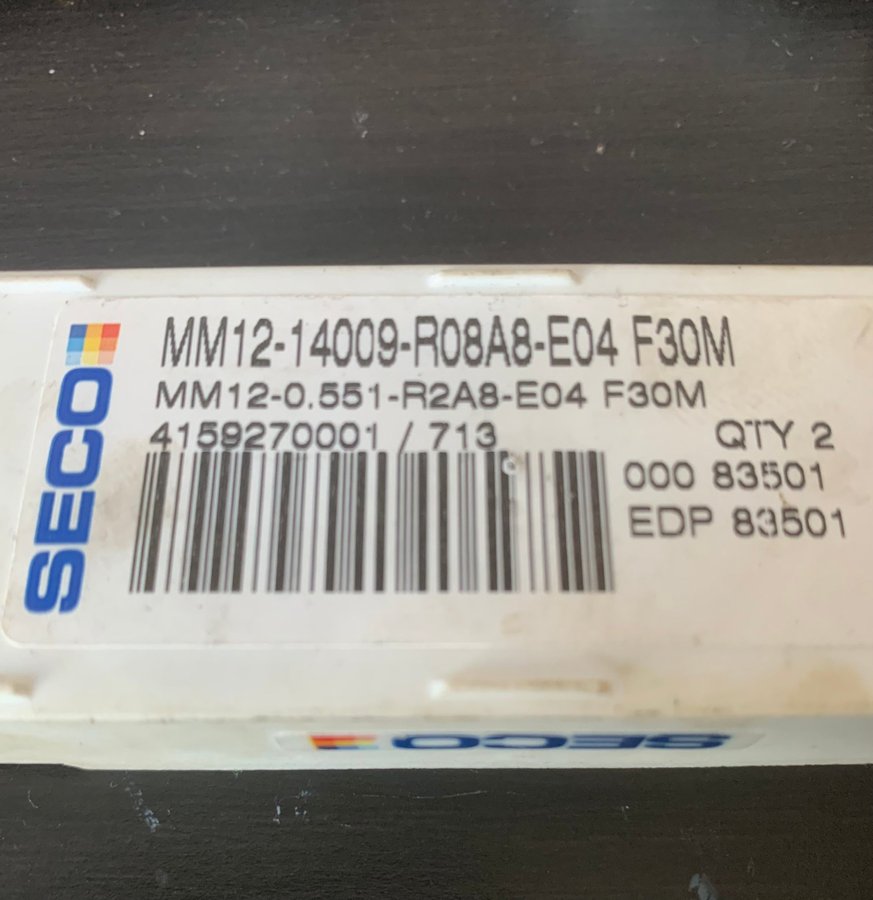 SECO
MM12-14009-R08A8-E04 F30M
MM12-0.551-R2A8-E04 F30M
4159270001 / 713
QTY 2
000 83501
EDP 83501
SECO